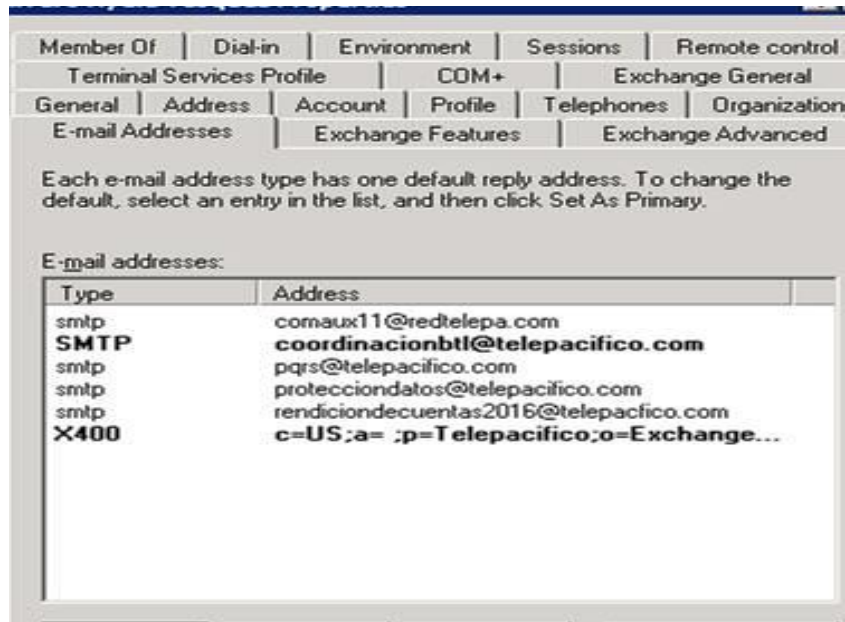 Member Of Dial-in Environment Sessions Remote control
Terminal Services Profile COM+ Exchange General
General Address Account Profile Telephones Organization
E-mail Addresses Exchange Features Exchange Advanced
Each e-mail address type has one default reply address. To change the
default, select an entry in the list, and then click Set As Primary.
E-mail addresses:
Type Address
smtp comaux11@redtelepa.com
SMTP coordinacionbtl@telepacifico.com
smtp pqrs@telepacifico.com
smtp protecciondatos@telepacifico.com
smtp rendiciondecuentas2016@telepacfico.com
X400 c=US;a= ;p=Telepacifico;o=Exchange...